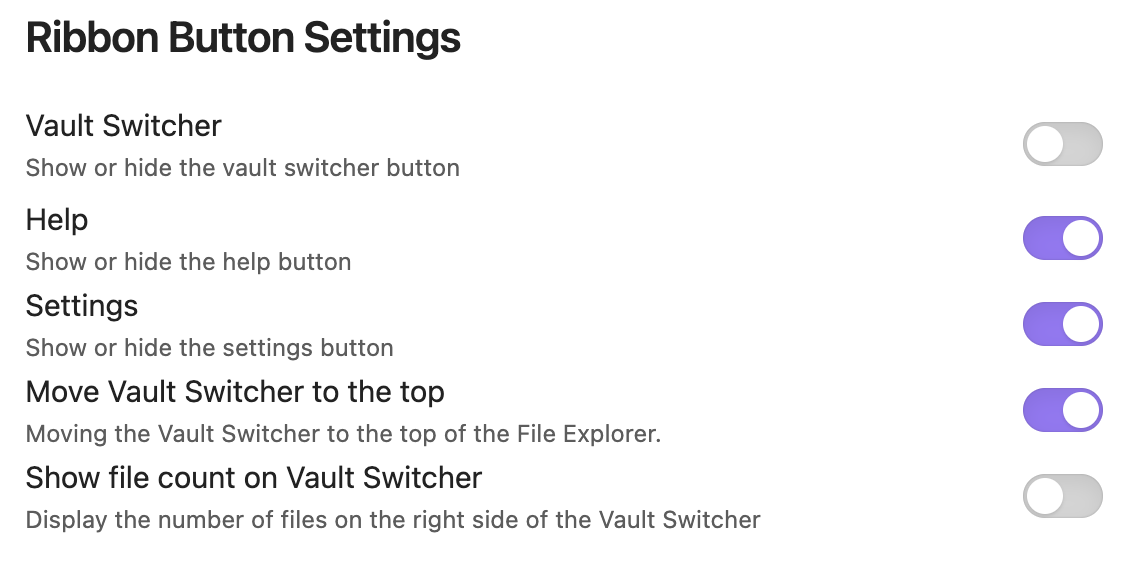 Ribbon Button Settings
Vault Switcher
Show or hide the vault switcher button
Help
Show or hide the help button
Settings
Show or hide the settings button
Move Vault Switcher to the top
Moving the Vault Switcher to the top of the File Explorer.
Show file count on Vault Switcher
Display the number of files on the right side of the Vault Switcher